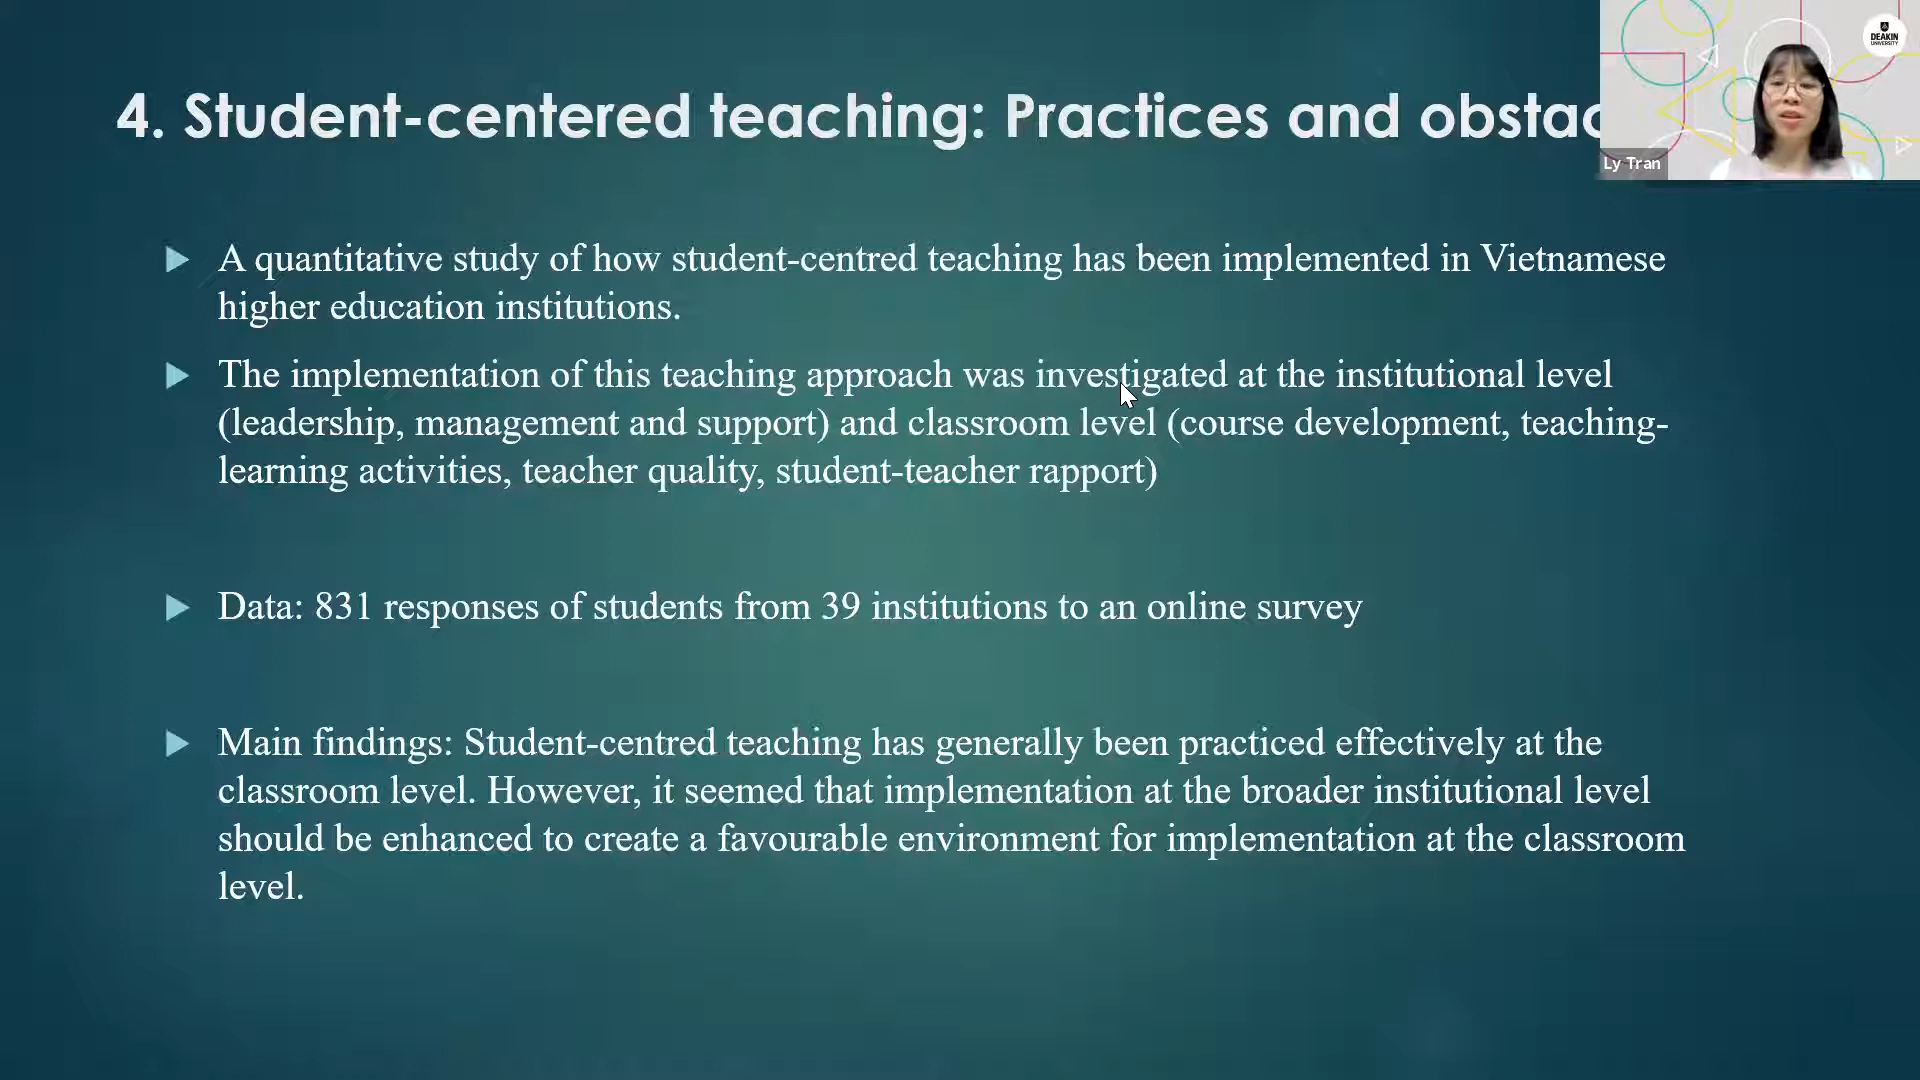 4. Student-centered teaching: Practices and
DEAKIN
UNIVERSITY
Ly Tran
A quantitative study of how student-centred teaching has been implemented in Vietnamese
higher education institutions.
The implementation of this teaching approach was investigated at the institutional level
(leadership, management and support) and classroom level (course development, teaching-
learning activities, teacher quality, student-teacher rapport)
Data: 831 responses of students from 39 institutions to an online survey
Main findings: Student-centred teaching has generally been practiced effectively at the
classroom level. However, it seemed that implementation at the broader institutional level
should be enhanced to create a favourable environment for implementation at the classroom
level.